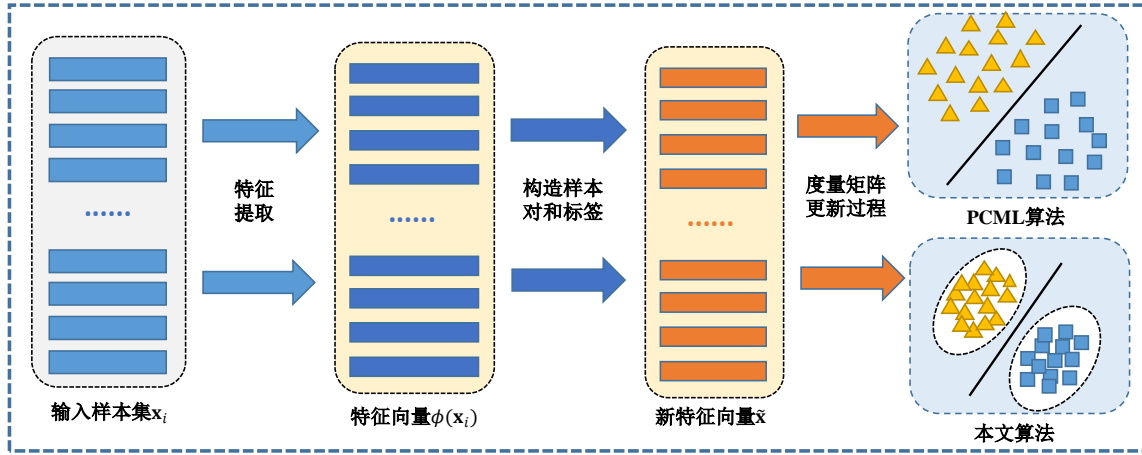 特征
提取
构造样本
对和标签
度量矩阵
更新过程
PCML算法
......
......
......
输入样本集x_i
特征向量ϕ(x_i)
新特征向量x̃
本文算法